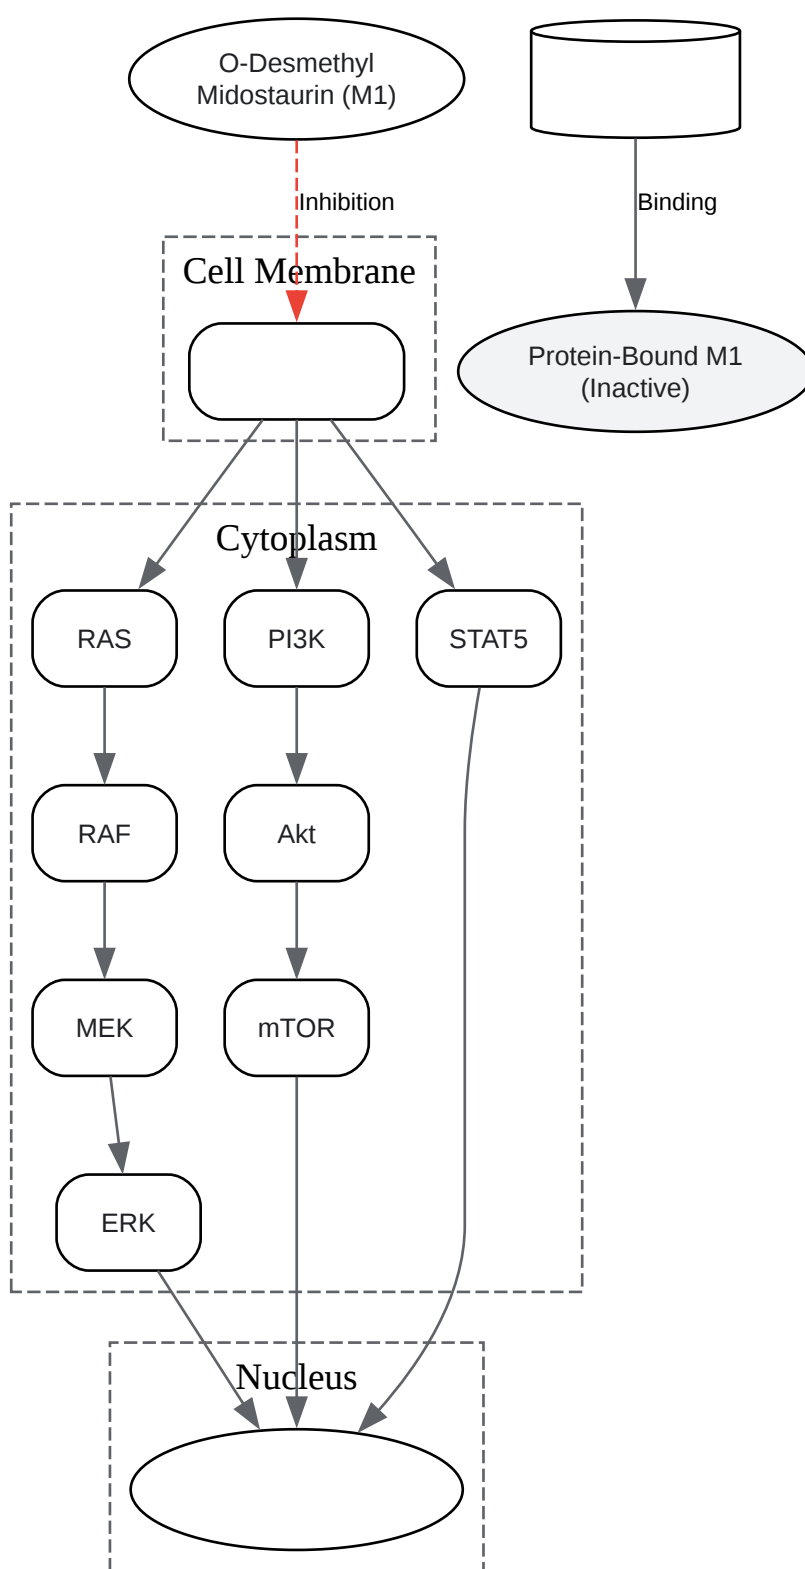 O-Desmethyl
Midostaurin (M1)
Inhibition
Binding
Cell Membrane
Protein-Bound M1
(Inactive)
Cytoplasm
RAS
PI3K
STAT5
RAF
Akt
MEK
mTOR
ERK
Nucleus